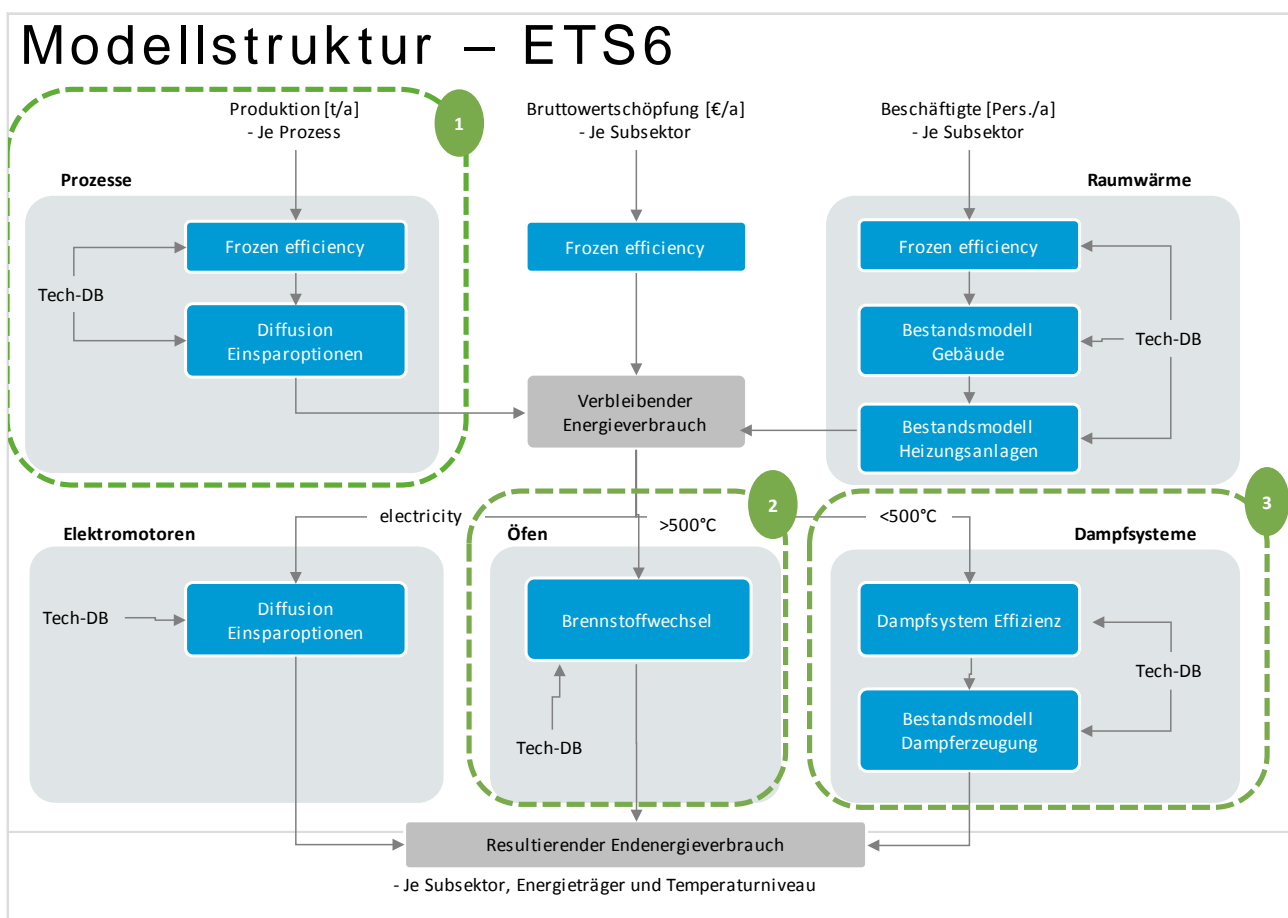 Modellstruktur – ETS6
Produktion [t/a]
- Je Prozess
1
Bruttowertschöpfung [€/a]
- Je Subsektor
Beschäftigte [Pers./a]
- Je Subsektor
Prozesse
Frozen efficiency
Tech-DB
Diffusion
Einsparoptionen
Frozen efficiency
Raumwärme
Frozen efficiency
Bestandsmodell
Gebäude
Tech-DB
Bestandsmodell
Heizungsanlagen
Verbleibender
Energieverbrauch
electricity
>500°C
<500°C
Elektromotoren
Diffusion
Einsparoptionen
Tech-DB
2
Öfen
Brennstoffwechsel
Tech-DB
3
Dampfsysteme
Dampfsystem Effizienz
Tech-DB
Bestandsmodell
Dampferzeugung
Resultierender Endenergieverbrauch
- Je Subsektor, Energieträger und Temperaturniveau